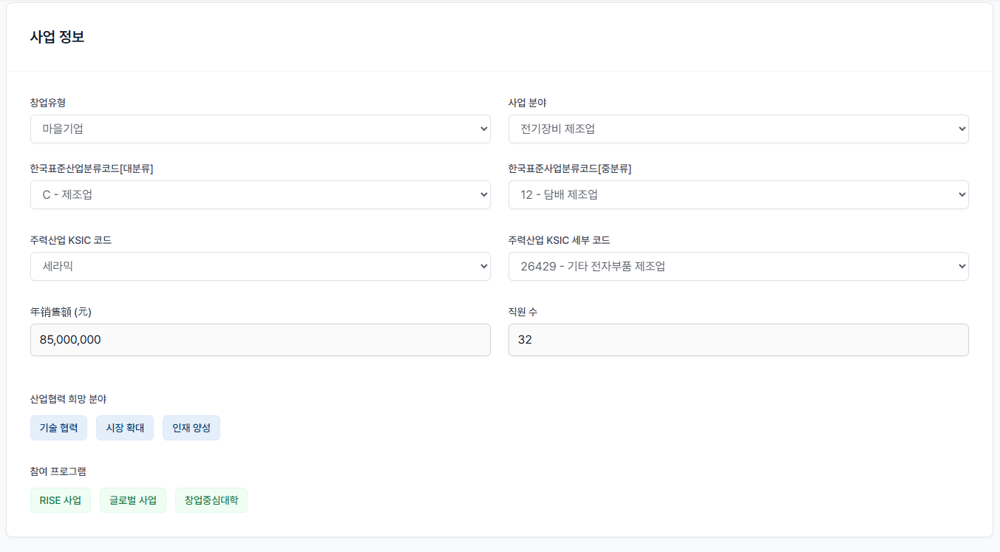 사업 정보
창업유형
사업 분야
마을기업
전기장비 제조업
한국표준산업분류코드[대분류]
한국표준사업분류코드[중분류]
C - 제조업
12 - 담배 제조업
주력산업 KSIC 코드
주력산업 KSIC 세부 코드
세라믹
26429 - 기타 전자부품 제조업
年销售额 (元)
직원 수
85,000,000
32
산업협력 희망 분야
기술 협력
시장 확대
인재 양성
참여 프로그램
RISE 사업
글로벌 사업
창업중심대학